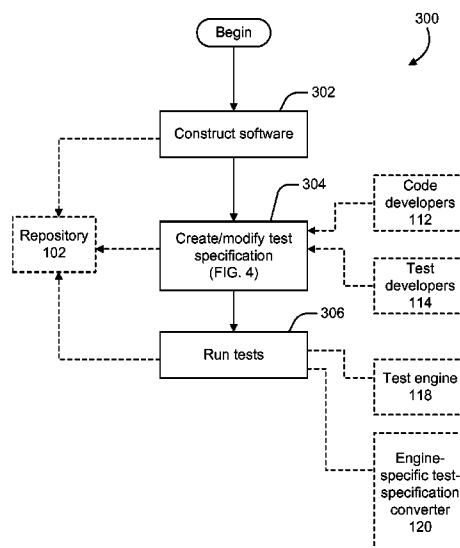 300
Begin
302
Construct software
304
Create/modify test
specification
(FIG. 4)
Code
developers
112
Repository
102
Test
developers
114
306
Run tests
Test engine
118
Engine-
specific test-
specification
converter
120